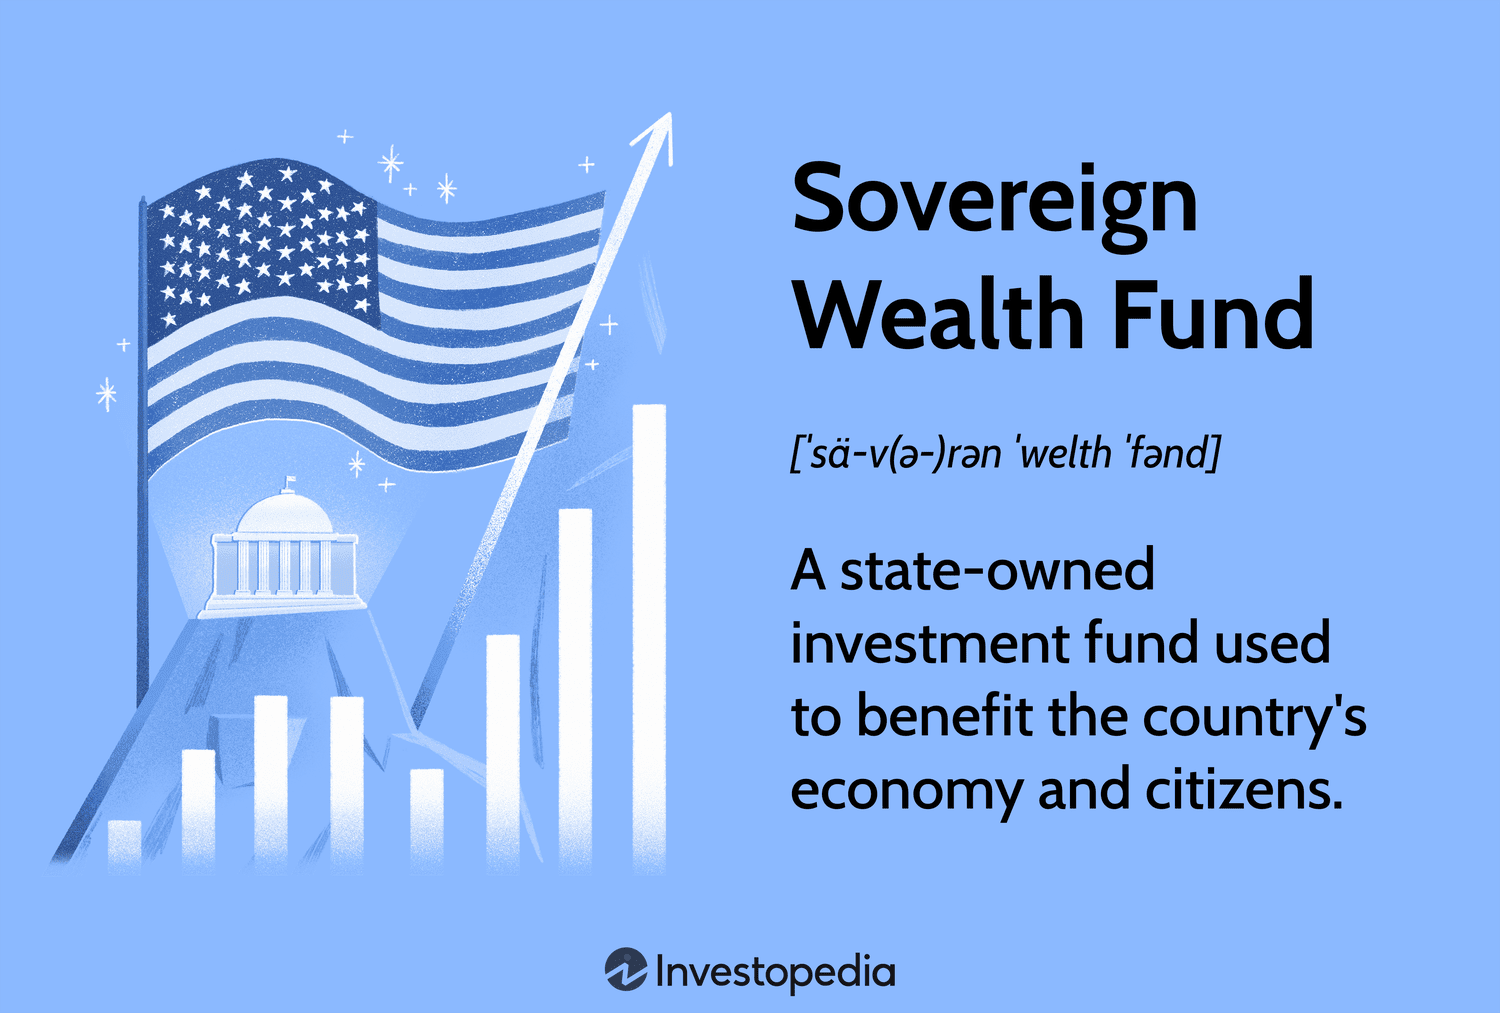 Sovereign
Wealth Fund
[ˈsä-v(ə-)rən ˈwelth ˈfənd]
A state-owned
investment fund used
to benefit the country's
economy and citizens.
Investopedia